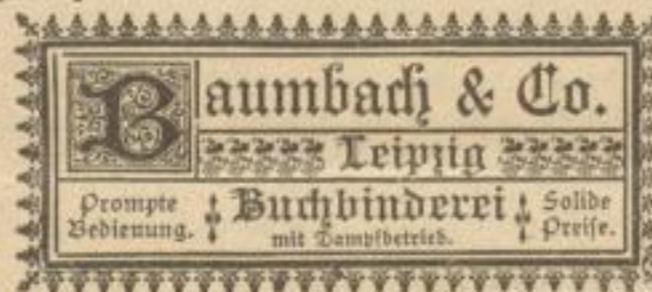 Baumbach & Co.
Leipzig
Prompte Bedienung.
Buchbinderei
mit Dampfbetrieb.
Solide Preise.